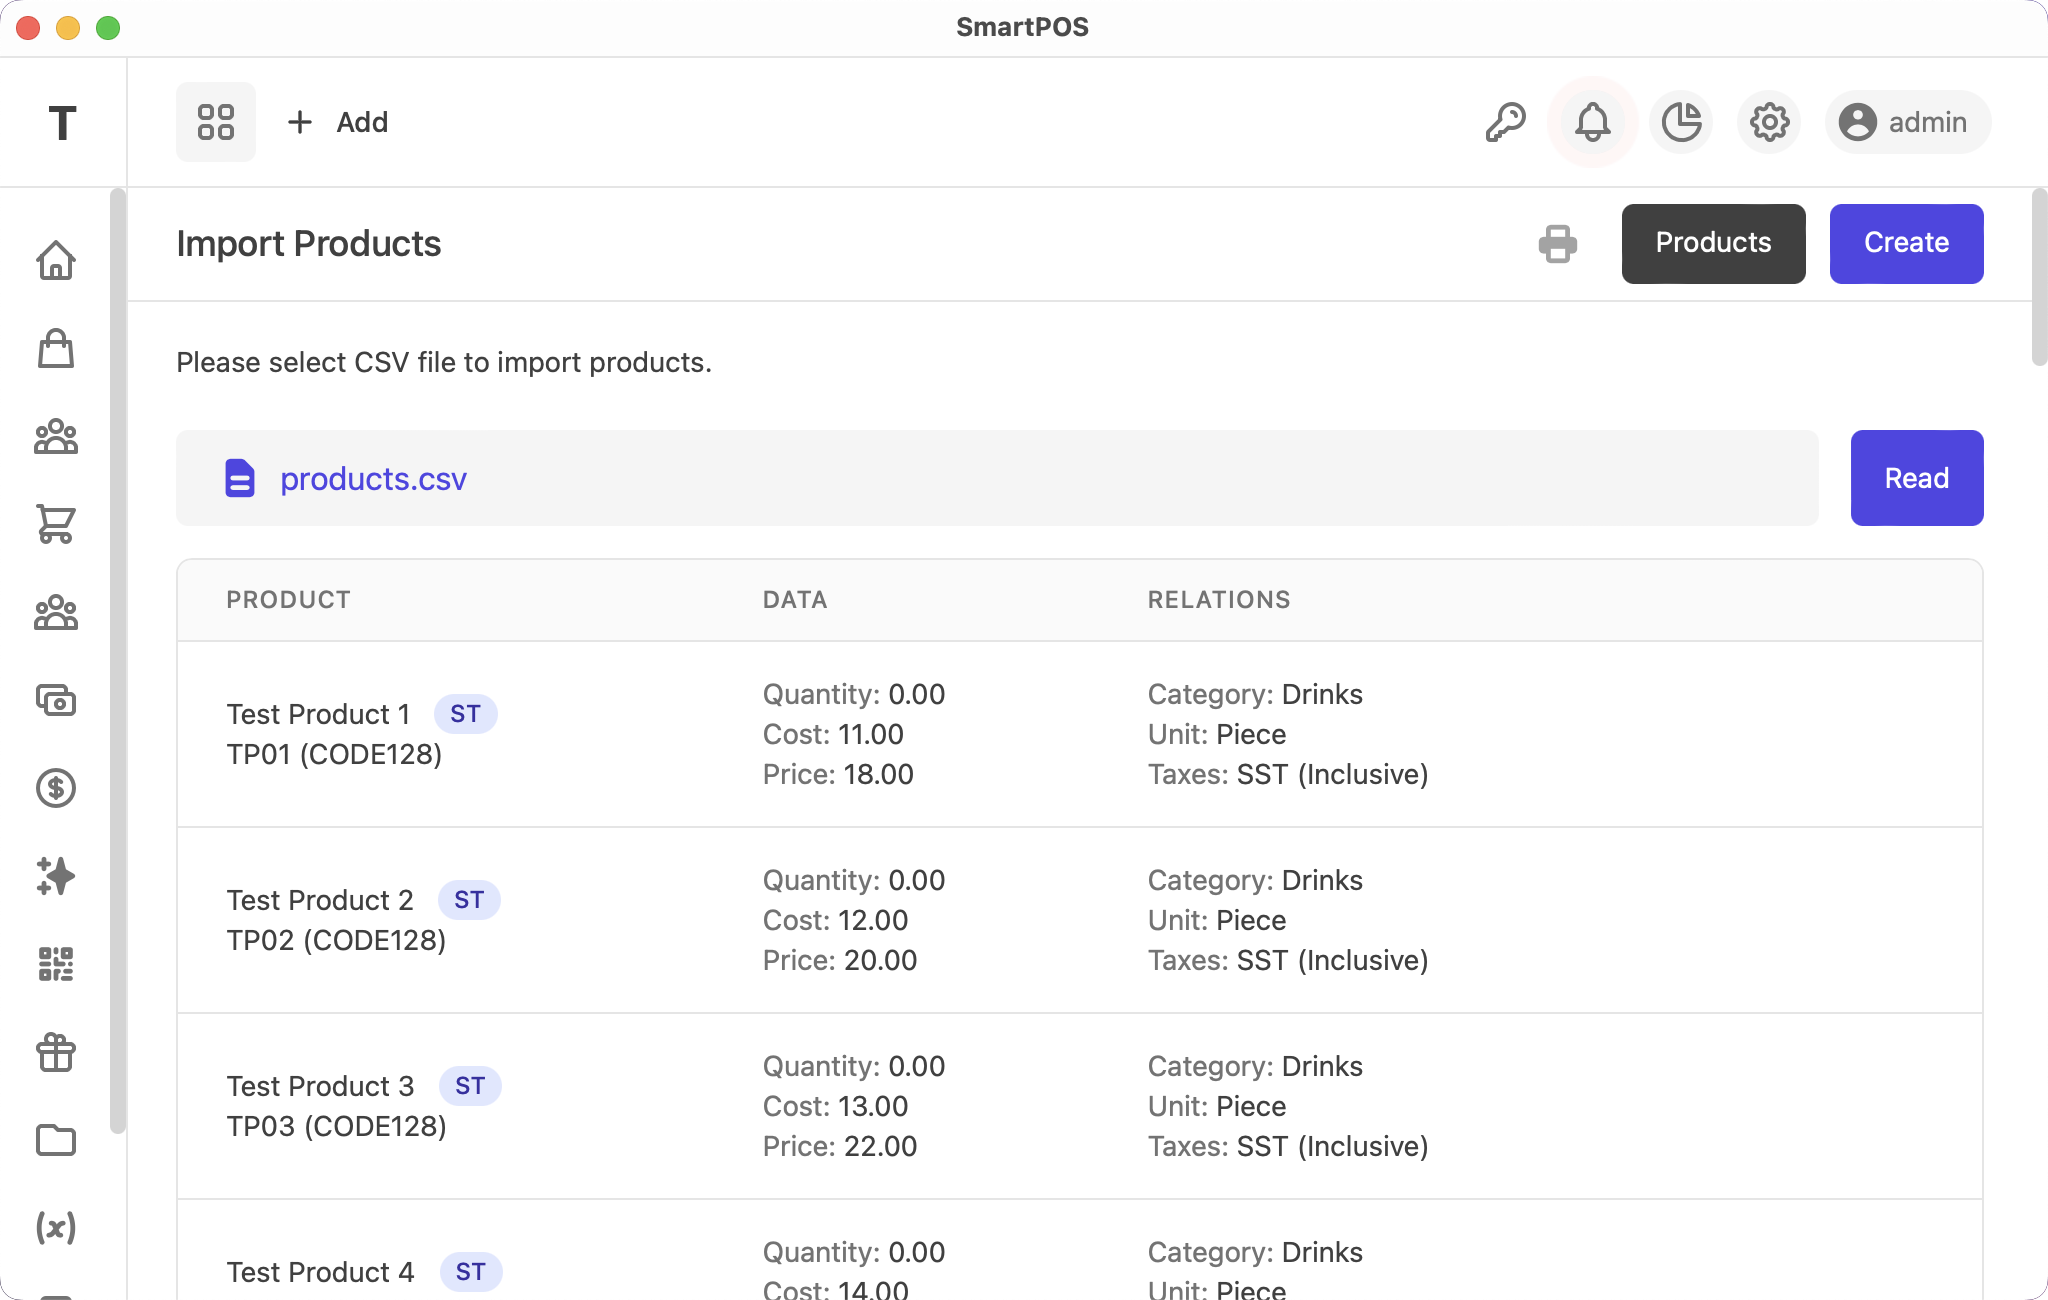 SmartPOS
T
Add
admin
Import Products
Products
Create
Please select CSV file to import products.
products.csv
Read
PRODUCT
DATA
RELATIONS
Test Product 1
ST
TP01 (CODE128)
Quantity: 0.00
Cost: 11.00
Price: 18.00
Category: Drinks
Unit: Piece
Taxes: SST (Inclusive)
Test Product 2
ST
TP02 (CODE128)
Quantity: 0.00
Cost: 12.00
Price: 20.00
Category: Drinks
Unit: Piece
Taxes: SST (Inclusive)
Test Product 3
ST
TP03 (CODE128)
Quantity: 0.00
Cost: 13.00
Price: 22.00
Category: Drinks
Unit: Piece
Taxes: SST (Inclusive)
Test Product 4
ST
Quantity: 0.00
Cost: 14.00
Category: Drinks
Unit: Piece
(x)